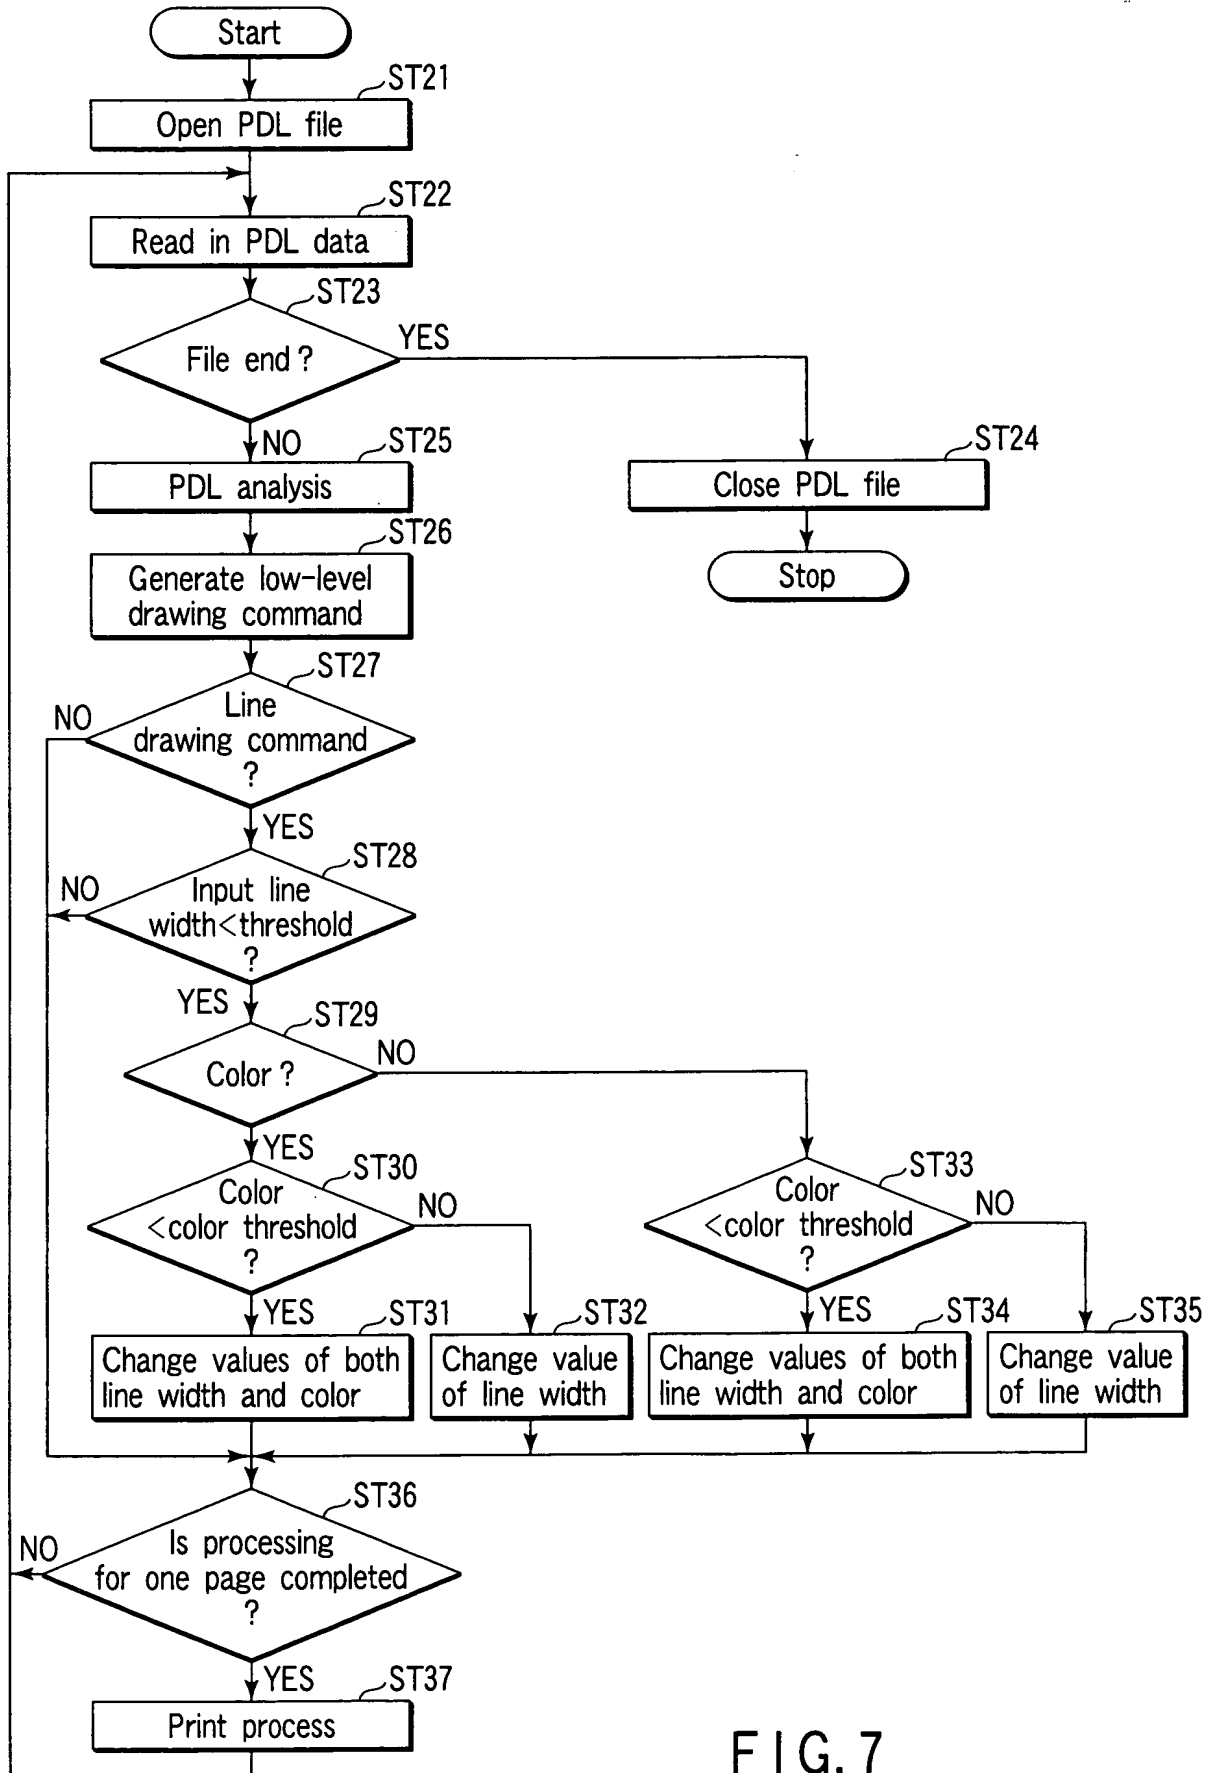 Start
ST21
Open PDL file
ST22
Read in PDL data
ST23
File end?
YES
NO
ST25
PDL analysis
ST24
Close PDL file
Stop
ST26
Generate low-level
drawing command
ST27
Line
drawing command
?
NO
YES
ST28
Input line
width<threshold
?
NO
YES
ST29
Color?
NO
YES
ST30
Color
<color threshold
?
NO
YES
ST33
Color
<color threshold
?
NO
YES
ST31
Change values of both
line width and color
ST32
Change value
of line width
ST34
Change values of both
line width and color
ST35
Change value
of line width
ST36
Is processing
for one page completed
?
NO
YES
ST37
Print process
FIG. 7